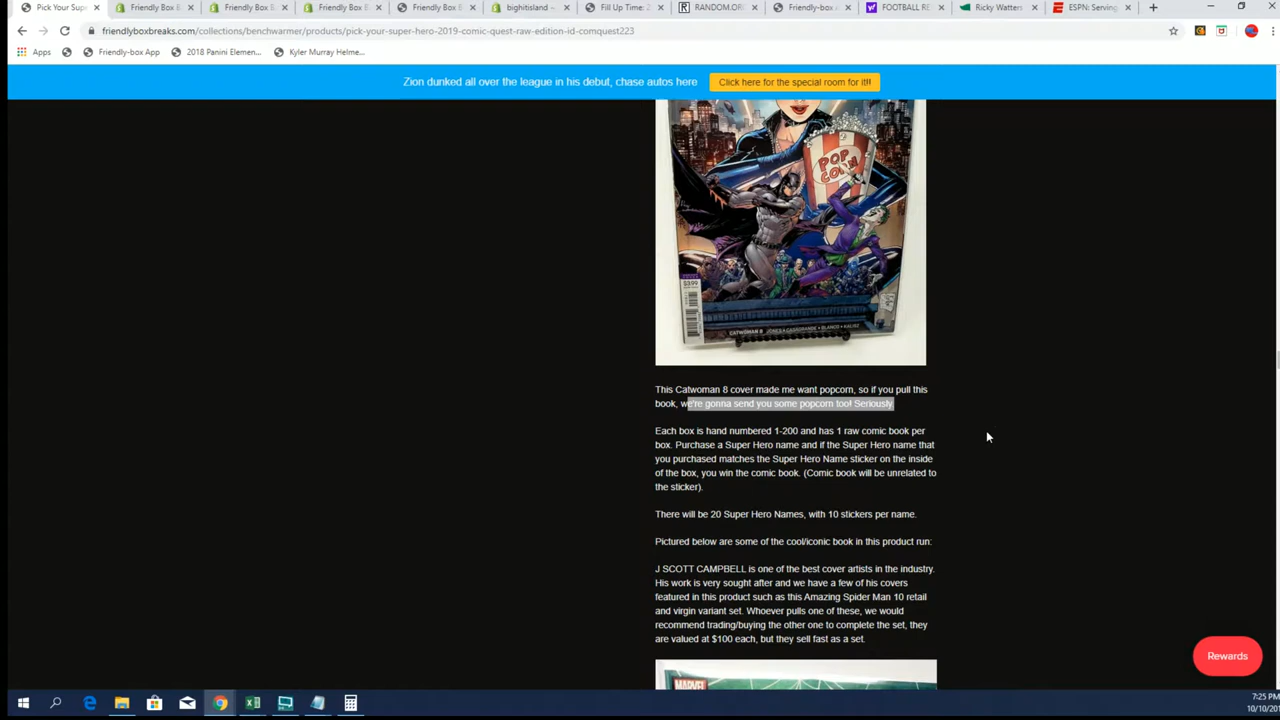 Pick Your Supe
Friendly Box B
Friendly Box B
Friendly Box B
Friendly Box B
bighitisland –
Fill Up Time: 2
RANDOM.OR
Friendly-box A
FOOTBALL RE
Ricky Watters
ESPN: Serving
friendlyboxbreaks.com/collections/benchwarmer/products/pick-your-super-hero-2019-comic-quest-raw-edition-id-comquest223
Apps
Friendly-box App
2018 Panini Elemen...
Kyler Murray Helme...
Zion dunked all over the league in his debut, chase autos here
Click here for the special room for it!!
POP
CORN
$3.99
CATWOMAN 8
This Catwoman 8 cover made me want popcorn, so if you pull this
book, we're gonna send you some popcorn too! Seriously.
Each box is hand numbered 1-200 and has 1 raw comic book per
box. Purchase a Super Hero name and if the Super Hero name that
you purchased matches the Super Hero Name sticker on the inside
of the box, you win the comic book. (Comic book will be unrelated to
the sticker).
There will be 20 Super Hero Names, with 10 stickers per name.
Pictured below are some of the cool/iconic book in this product run:
J SCOTT CAMPBELL is one of the best cover artists in the industry.
His work is very sought after and we have a few of his covers
featured in this product such as this Amazing Spider Man 10 retail
and virgin variant set. Whoever pulls one of these, we would
recommend trading/buying the other one to complete the set, they
are valued at $100 each, but they sell fast as a set.
MARVEL
Rewards
7:25 PM
10/10/201